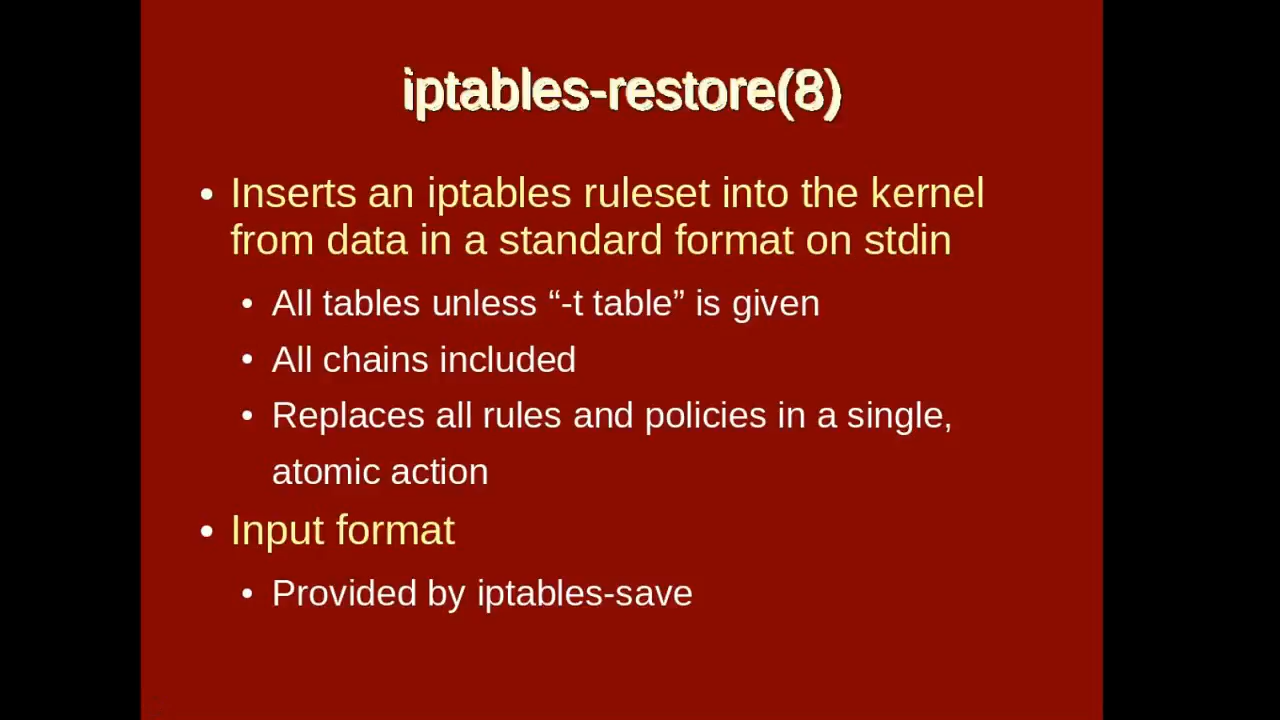 iptables-restore(8)
• Inserts an iptables ruleset into the kernel
from data in a standard format on stdin
• All tables unless “-t table” is given
• All chains included
• Replaces all rules and policies in a single,
atomic action
• Input format
• Provided by iptables-save